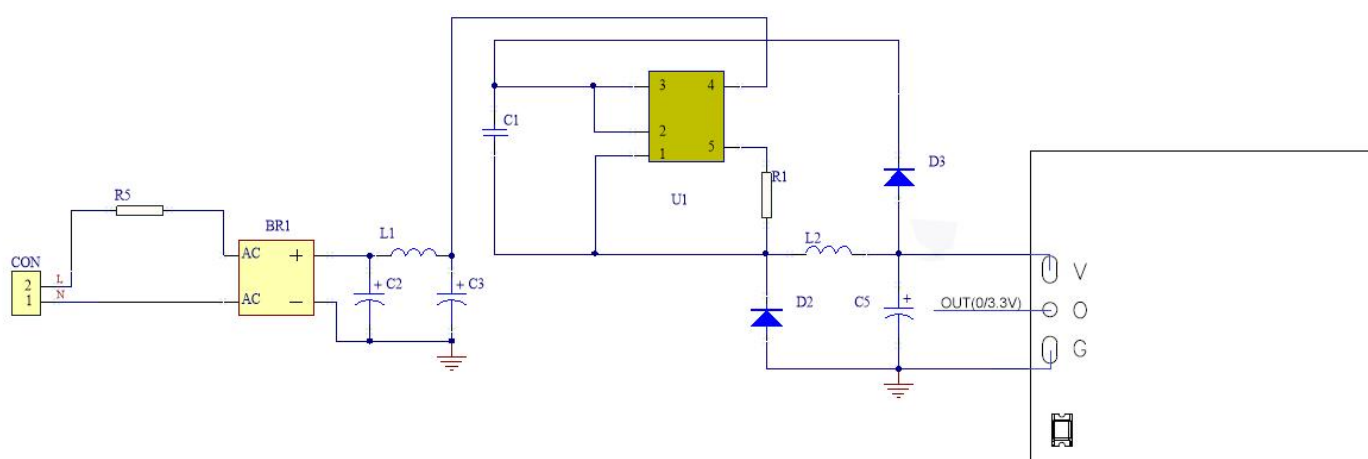 3
4
C1
2
1
5
R1
D3
U1
R5
BR1
L1
L2
CON
AC
+
L
2
+ C2
+ C3
V
1
N
AC
−
D2
C5
+
OUT(0/3.3V)
O
G